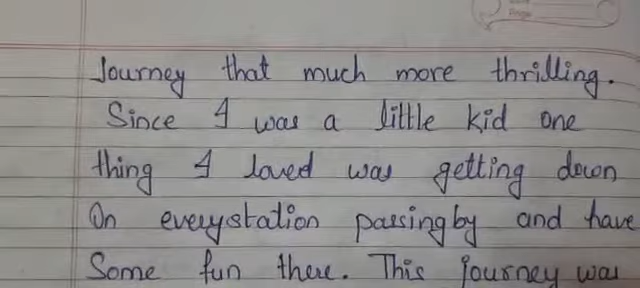 Journey that much more thrilling.
Since I was a little kid one
thing I loved was getting down
On everystation passingby and have
Some fun there. This journey was